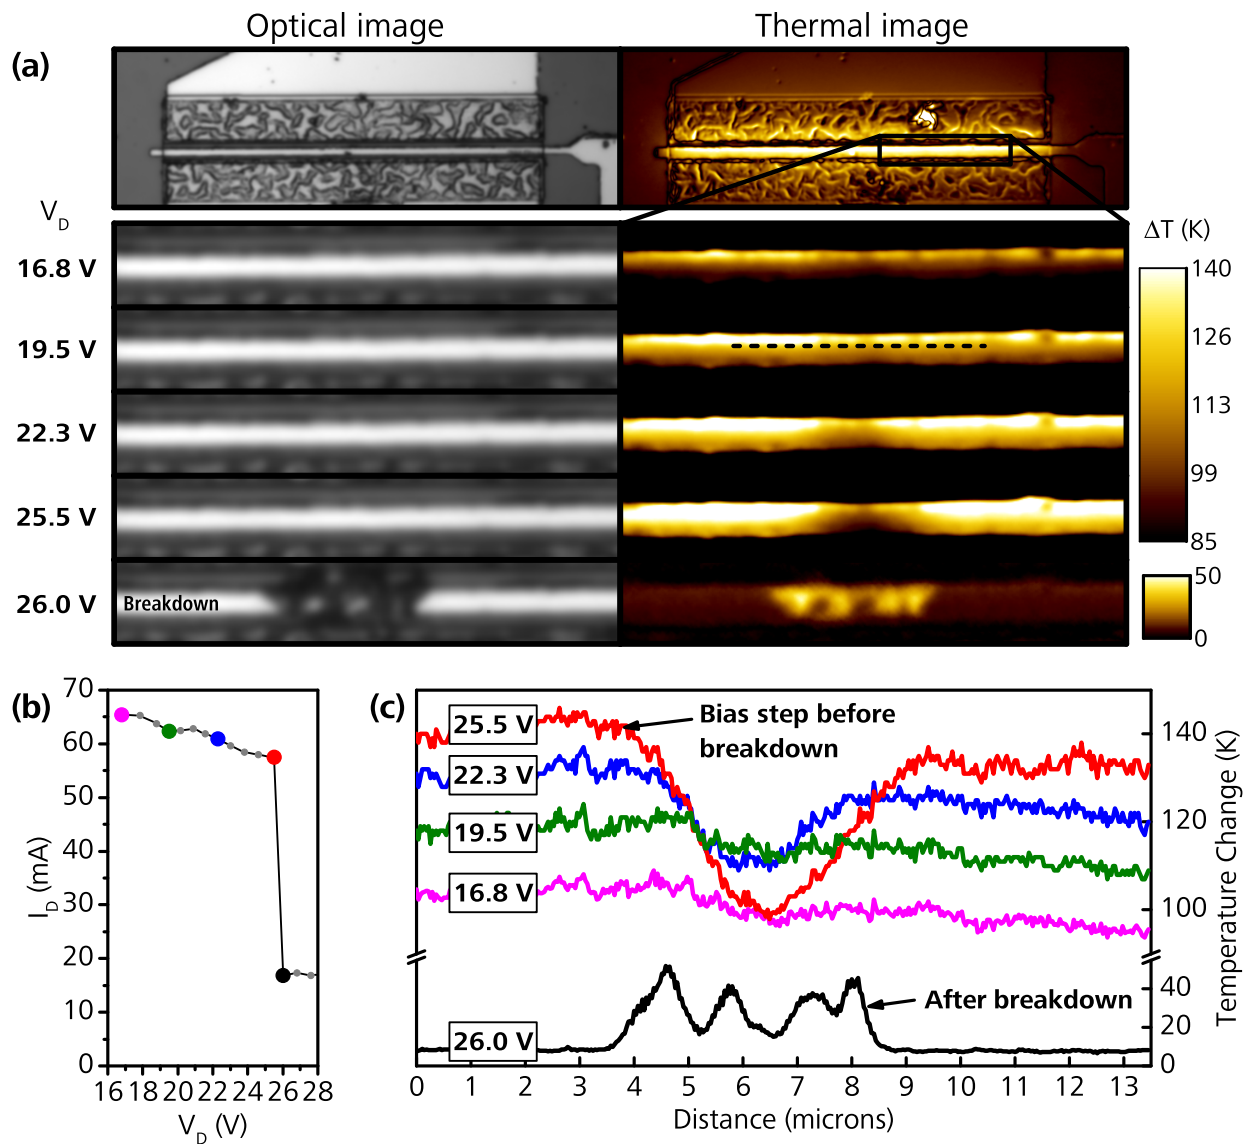 Optical image
Thermal image
(a)
V_D
16.8 V
19.5 V
22.3 V
25.5 V
26.0 V
Breakdown
ΔT (K)
140
126
113
99
85
50
0
(b)
70
60
50
40
30
20
10
0
I_D (mA)
16 18 20 22 24 26 28
V_D (V)
(c)
25.5 V
22.3 V
19.5 V
16.8 V
26.0 V
Bias step before
breakdown
After breakdown
140
120
100
40
20
0
Temperature Change (K)
0 1 2 3 4 5 6 7 8 9 10 11 12 13
Distance (microns)